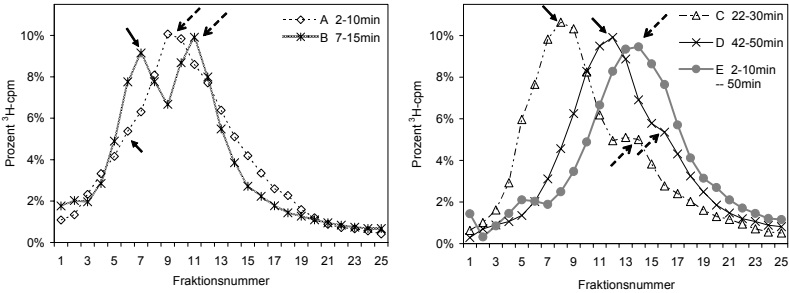 A 2-10min
B 7-15min
10%
8%
6%
4%
2%
0%
Prozent ³H-cpm
1 3 5 7 9 11 13 15 17 19 21 23 25
Fraktionsnummer
C 22-30min
D 42-50min
E 2-10min
-- 50min
10%
8%
6%
4%
2%
0%
Prozent ³H-cpm
1 3 5 7 9 11 13 15 17 19 21 23 25
Fraktionsnummer